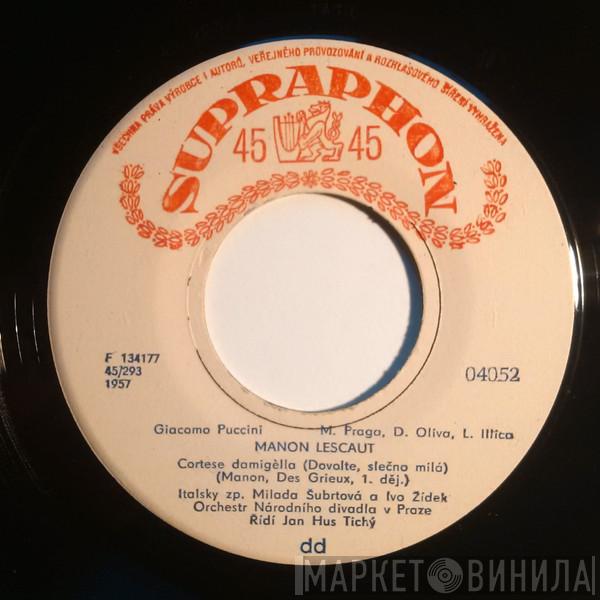 VŠECHNA PRÁVA VÝROBCE I AUTORŮ, VEŘEJNÉHO PROVOZOVÁNÍ A ROZHLASOVÉHO ŠÍŘENÍ VYHRAŽENA
SUPRAPHON
45 45
F 134177
45/293
1957
04052
Giacomo Puccini M. Praga, D. Oliva, L. Illica
MANON LESCAUT
Cortese damigèlla (Dovolte, slečno milá)
(Manon, Des Grieux, 1. děj.)
Italsky zp. Milada Šubrtová a Ivo Žídek
Orchestr Národního divadla v Praze
Řídí Jan Hus Tichý
dd
МАРКЕТ ВИНИЛА